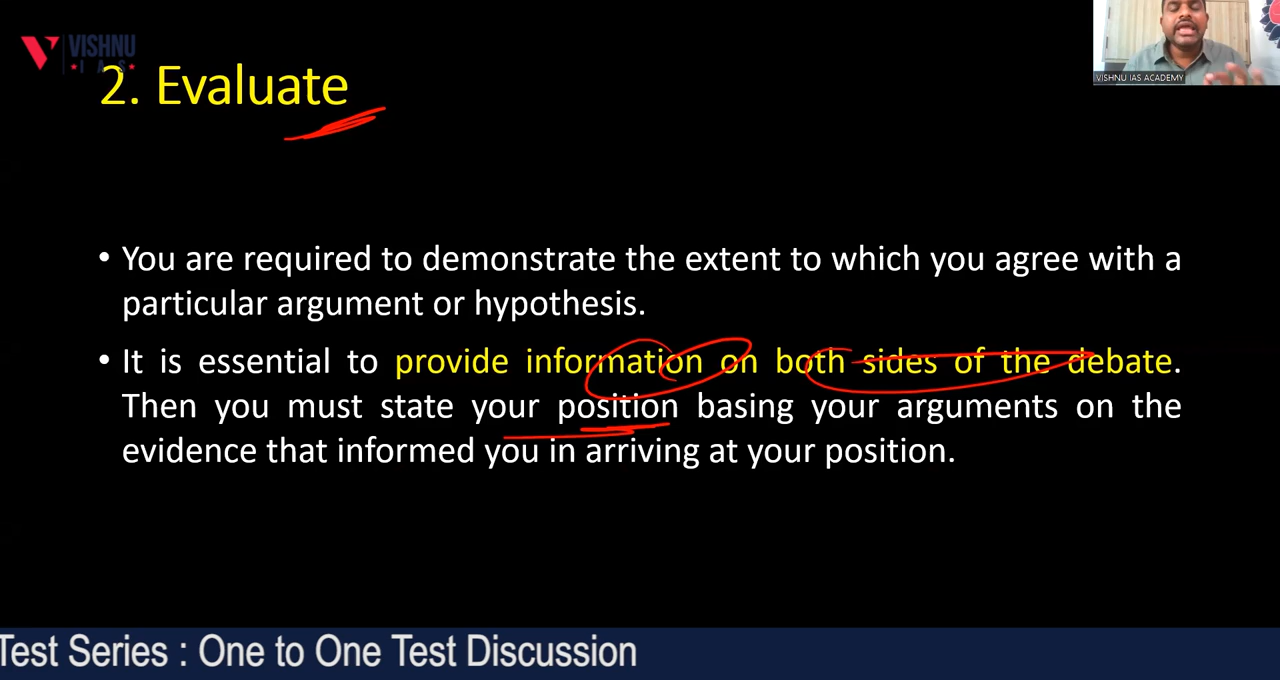 VISHNU
IAS
VISHNU IAS ACADEMY
2. Evaluate
• You are required to demonstrate the extent to which you agree with a
particular argument or hypothesis.
• It is essential to provide information on both sides of the debate.
Then you must state your position basing your arguments on the
evidence that informed you in arriving at your position.
Test Series : One to One Test Discussion